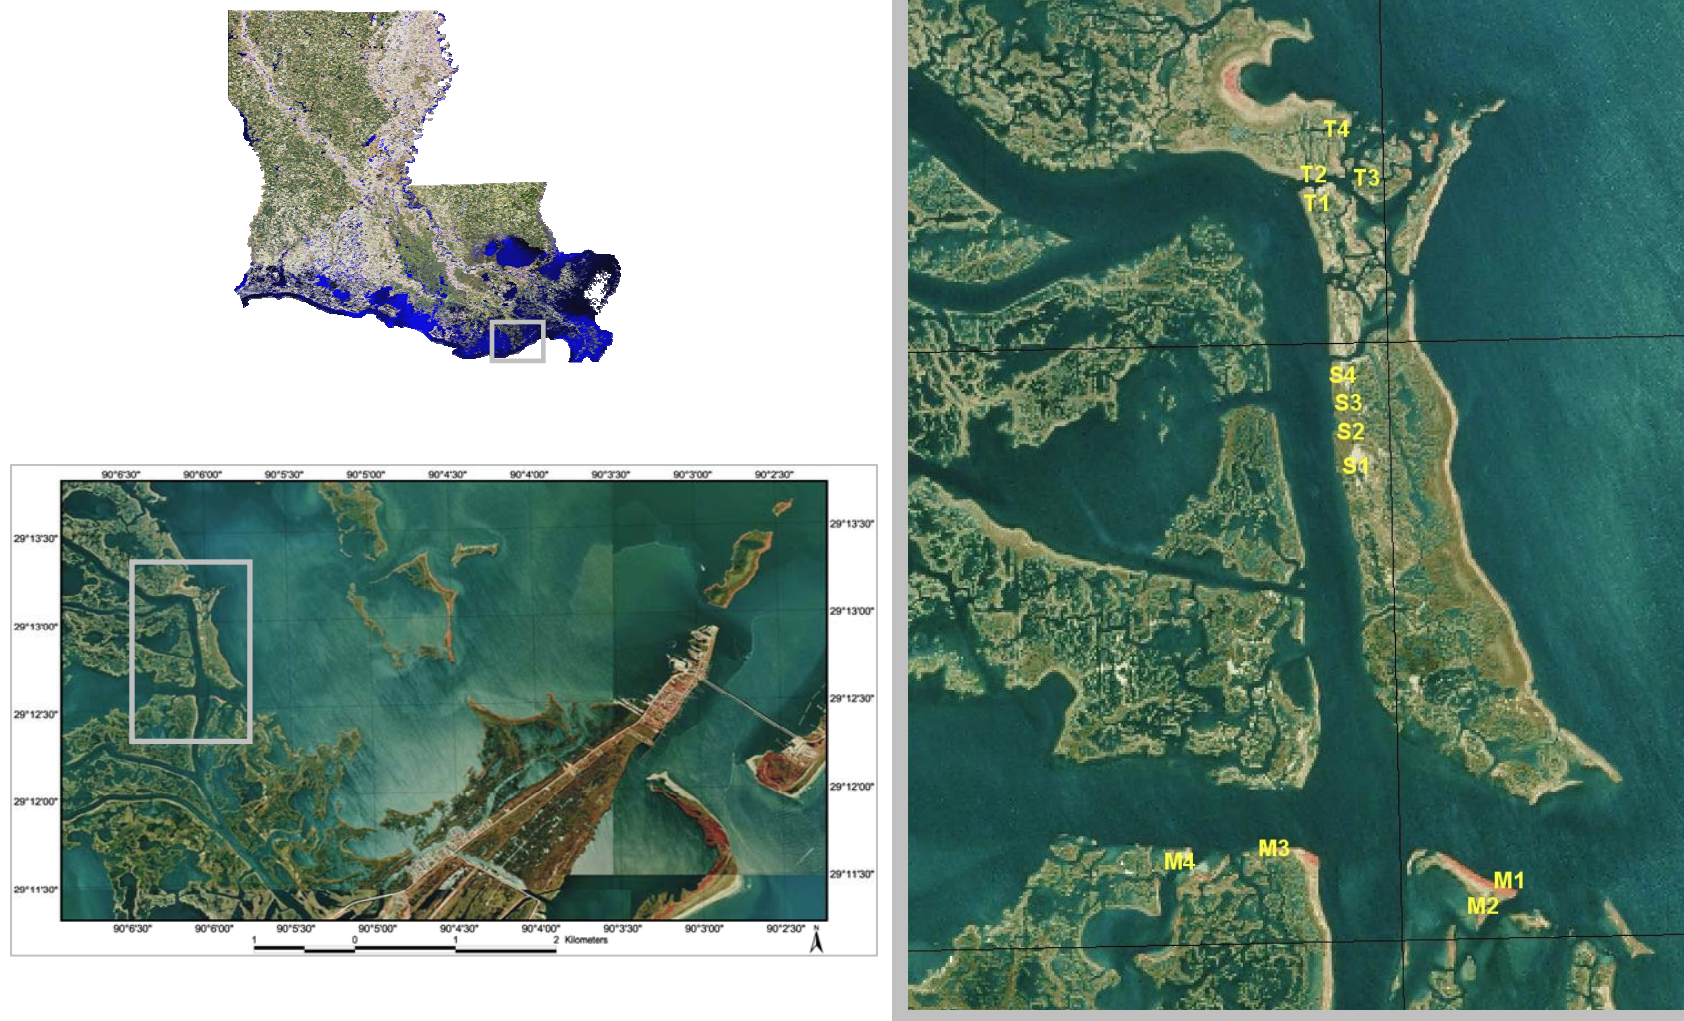 90°6'30" 90°6'00" 90°5'30" 90°5'00" 90°4'30" 90°4'00" 90°3'30" 90°3'00" 90°2'30"
29°13'30" 29°13'30"
29°13'00" 29°13'00"
29°12'30" 29°12'30"
29°12'00" 29°12'00"
29°11'30" 29°11'30"
90°6'30" 90°6'00" 90°5'30" 90°5'00" 90°4'30" 90°4'00" 90°3'30" 90°3'00" 90°2'30"
1 0 1 2 Kilometers
N
T4
T2 T3
T1
S4
S3
S2
S1
M3
M4
M1
M2